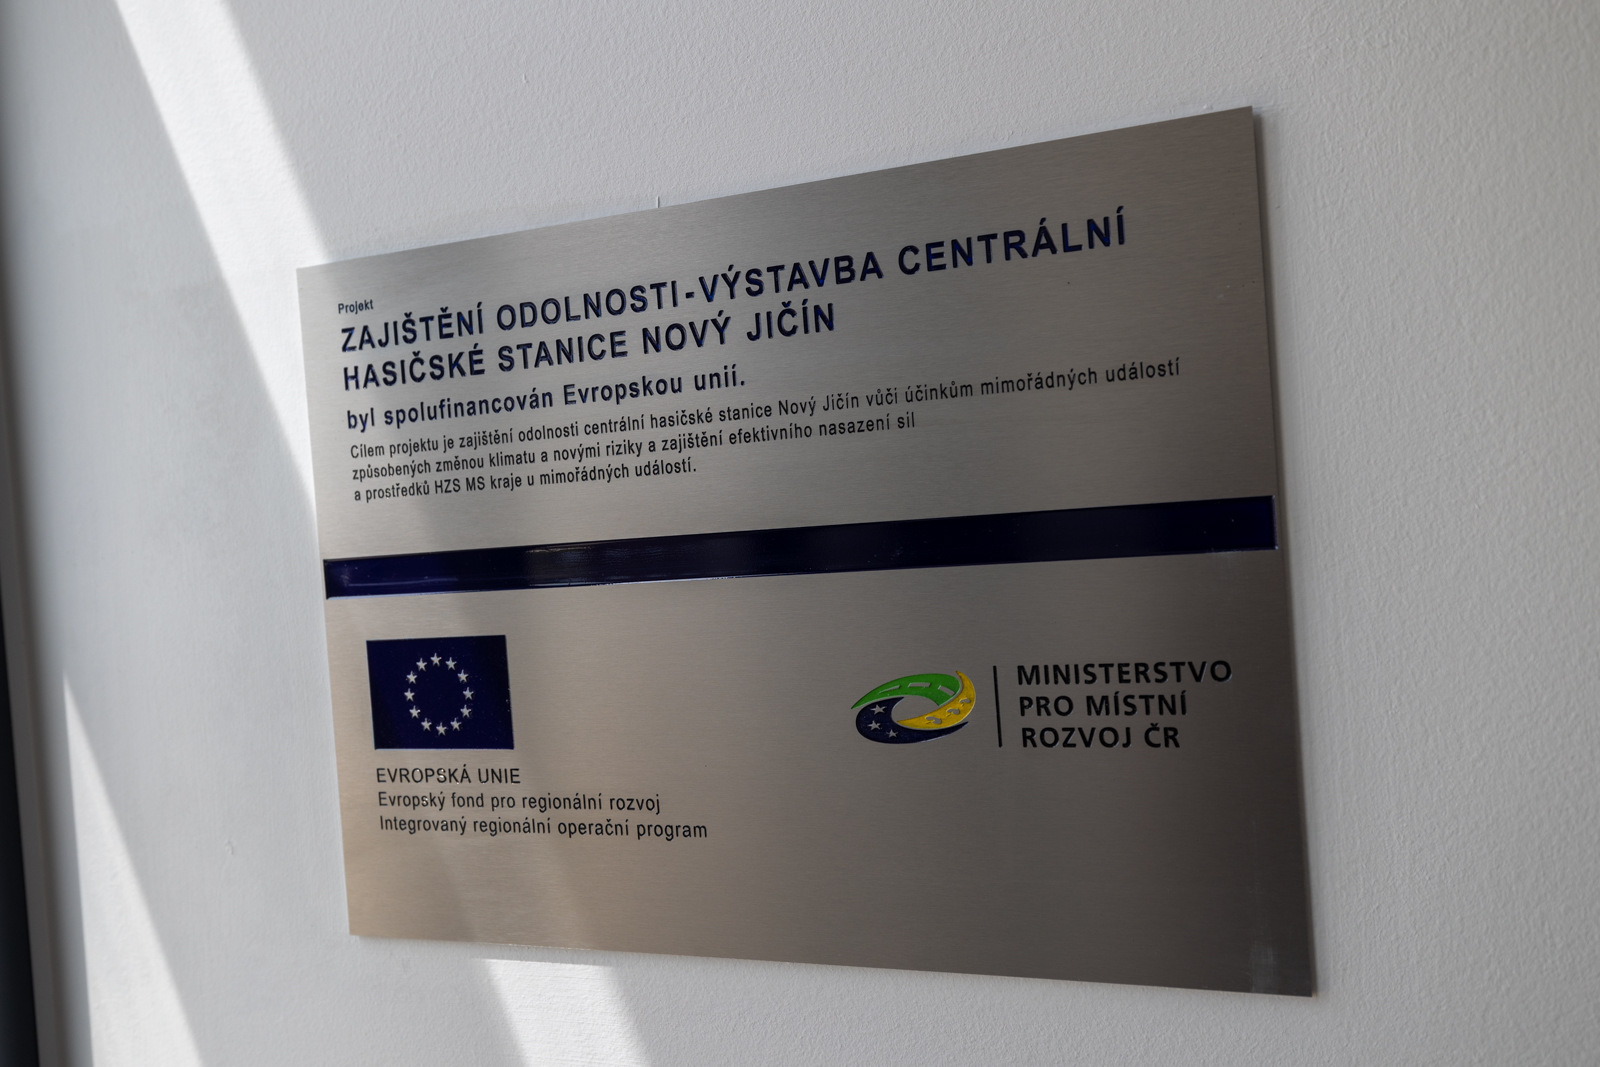 Projekt
ZAJIŠTĚNÍ ODOLNOSTI-VÝSTAVBA CENTRÁLNÍ
HASIČSKÉ STANICE NOVÝ JIČÍN
byl spolufinancován Evropskou unií.
Cílem projektu je zajištění odolnosti centrální hasičské stanice Nový Jičín vůči účinkům mimořádných událostí
způsobených změnou klimatu a novými riziky a zajištění efektivního nasazení sil
a prostředků HZS MS kraje u mimořádných událostí.
EVROPSKÁ UNIE
Evropský fond pro regionální rozvoj
Integrovaný regionální operační program
MINISTERSTVO
PRO MÍSTNÍ
ROZVOJ ČR